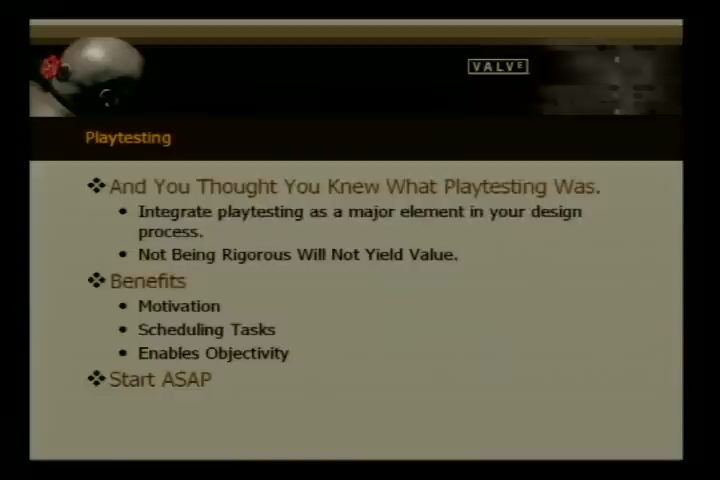 VALVE
Playtesting
And You Thought You Knew What Playtesting Was.
Integrate playtesting as a major element in your design
process.
Not Being Rigorous Will Not Yield Value.
Benefits
Motivation
Scheduling Tasks
Enables Objectivity
Start ASAP